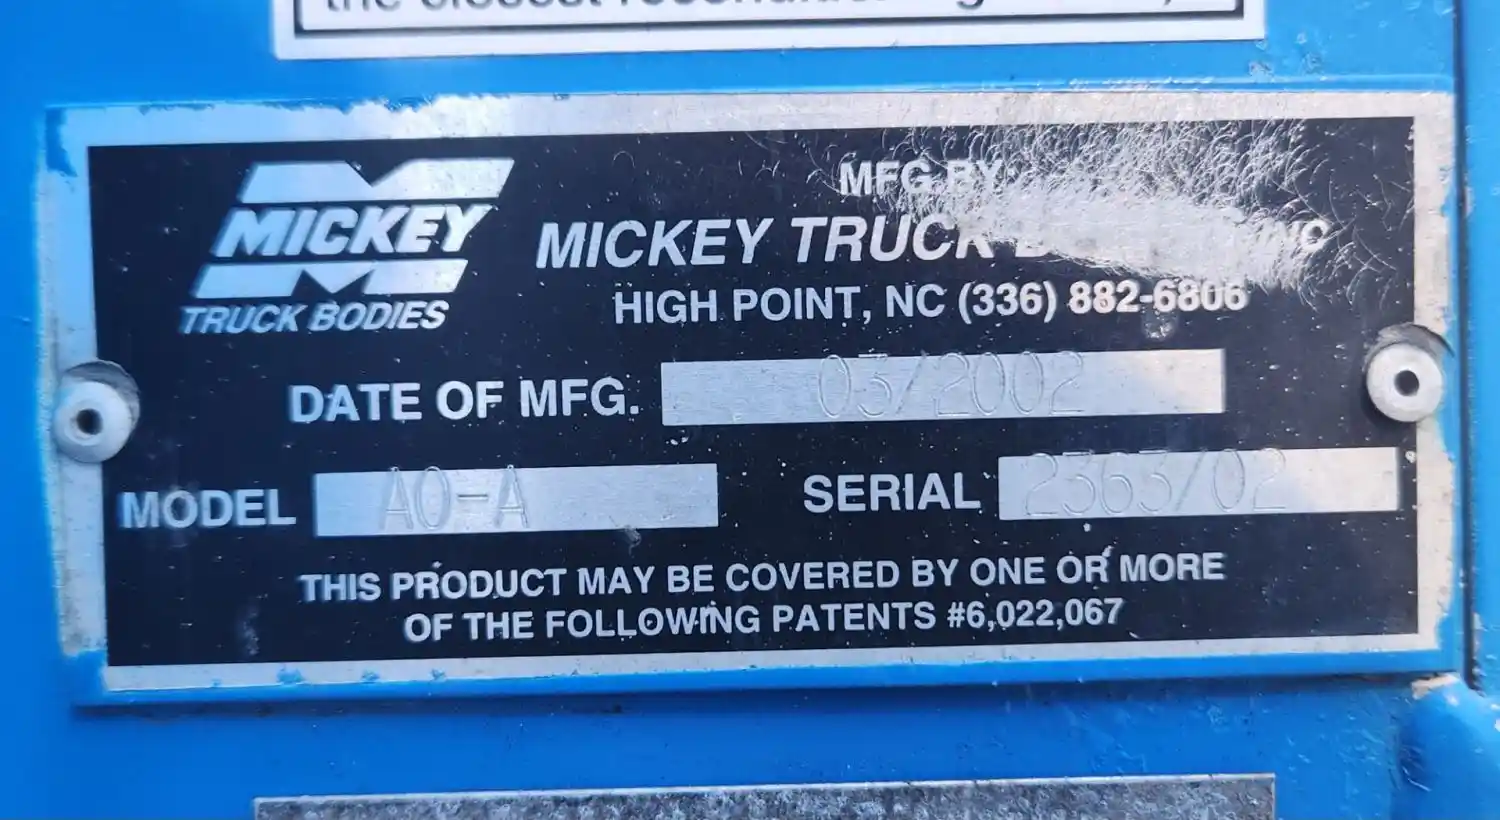 MICKEY
TRUCK BODIES
MFG.BY:
MICKEY TRUCK INC
HIGH POINT, NC (336) 882-6806
DATE OF MFG. 03/2002
MODEL AO-A SERIAL 2363/02
THIS PRODUCT MAY BE COVERED BY ONE OR MORE
OF THE FOLLOWING PATENTS #6,022,067